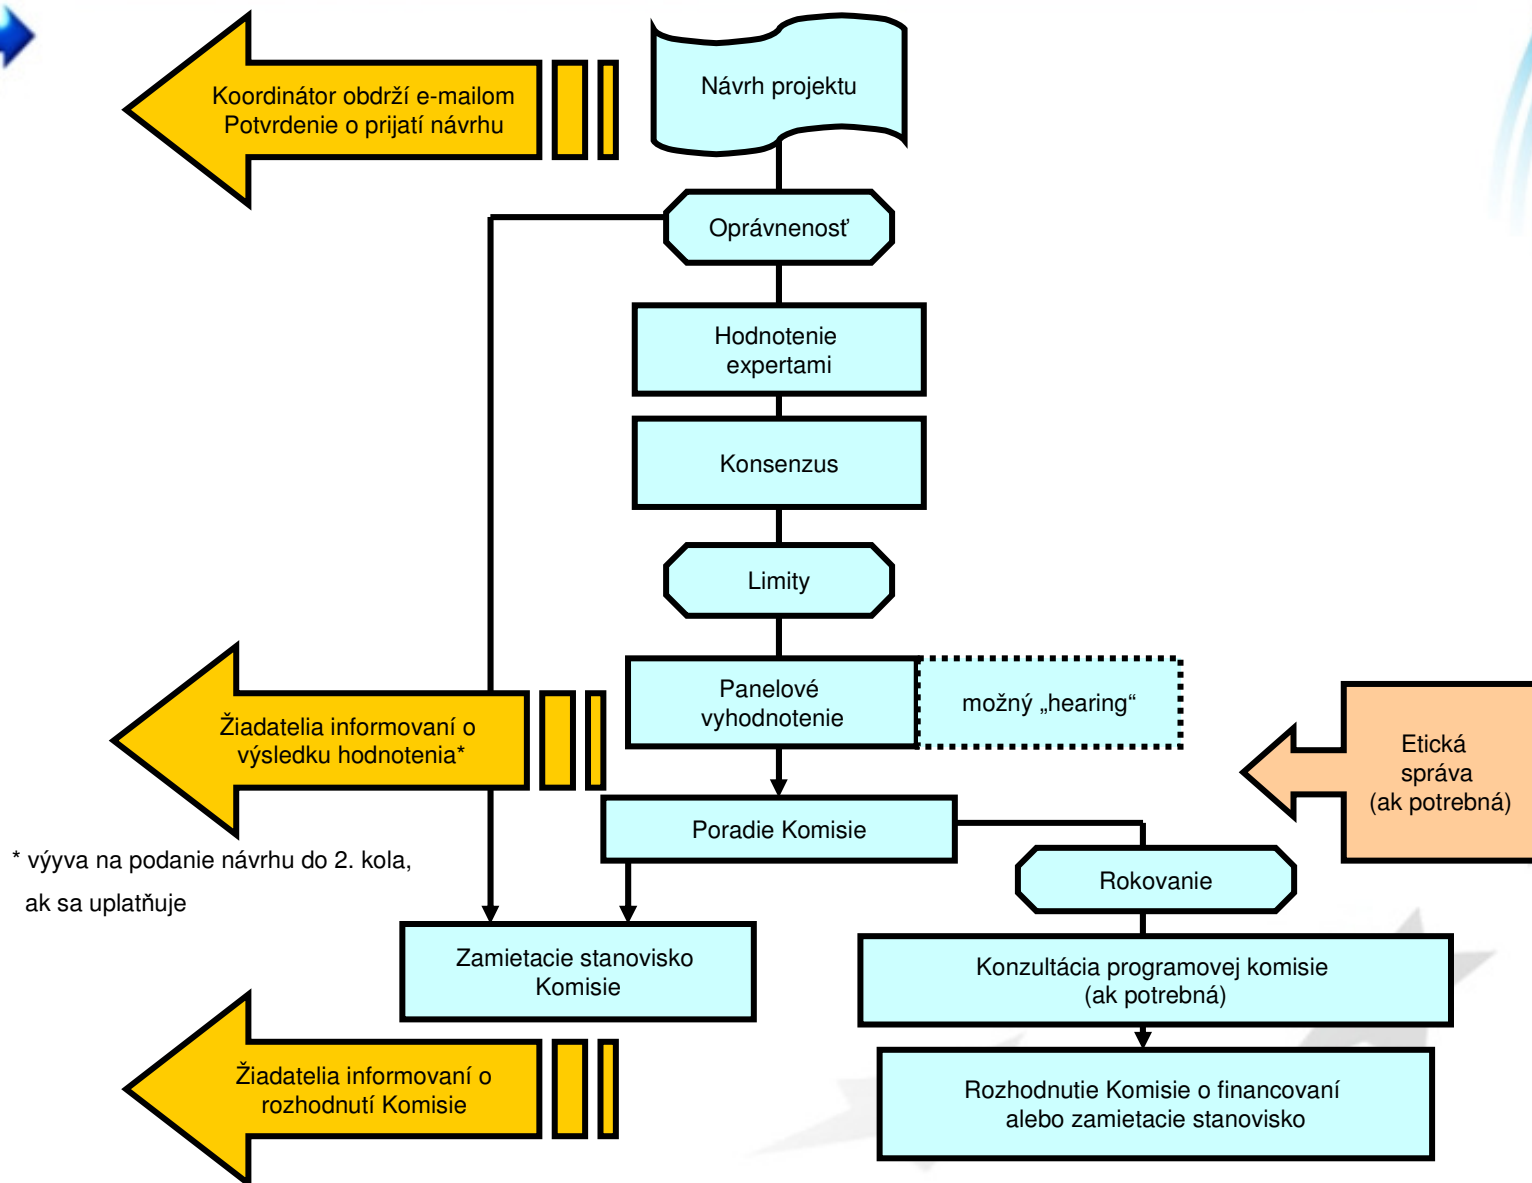 Návrh projektu
Koordinátor obdrží e-mailom
Potvrdenie o prijatí návrhu
Oprávnenosť
Hodnotenie
expertami
Konsenzus
Limity
Panelové
vyhodnotenie
možný „hearing“
Žiadatelia informovaní o
výsledku hodnotenia*
Etická
správa
(ak potrebná)
Poradie Komisie
* výyva na podanie návrhu do 2. kola,
ak sa uplatňuje
Rokovanie
Zamietacie stanovisko
Komisie
Konzultácia programovej komisie
(ak potrebná)
Žiadatelia informovaní o
rozhodnutí Komisie
Rozhodnutie Komisie o financovaní
alebo zamietacie stanovisko